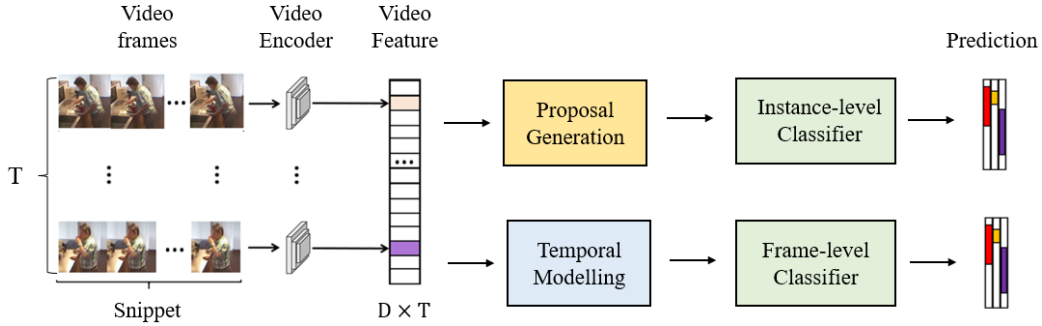 Video
frames
Video
Encoder
Video
Feature
Prediction
T
Proposal
Generation
Instance-level
Classifier
Temporal
Modelling
Frame-level
Classifier
Snippet
D × T